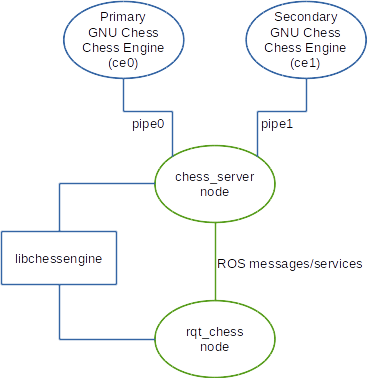 Primary
GNU Chess
Chess Engine
(ce0)
Secondary
GNU Chess
Chess Engine
(ce1)
pipe0
pipe1
chess_server
node
libchessengine
ROS messages/services
rqt_chess
node